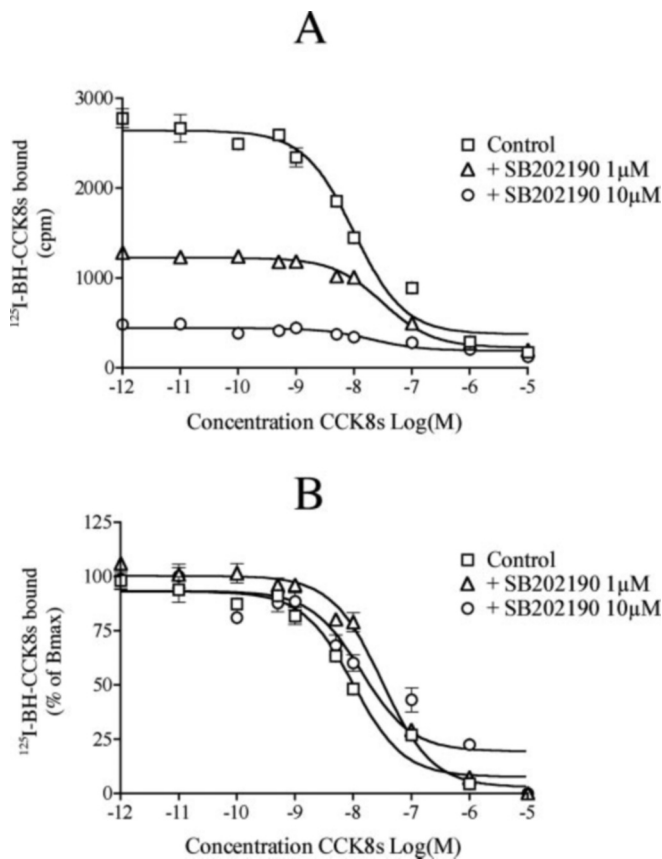 A
3000
2000
1000
0
¹²⁵I-BH-CCK8s bound
(cpm)
Control
+ SB202190 1µM
+ SB202190 10µM
-12 -11 -10 -9 -8 -7 -6 -5
Concentration CCK8s Log(M)
B
125
100
75
50
25
0
¹²⁵I-BH-CCK8s bound
(% of Bmax)
Control
+ SB202190 1µM
+ SB202190 10µM
-12 -11 -10 -9 -8 -7 -6 -5
Concentration CCK8s Log(M)